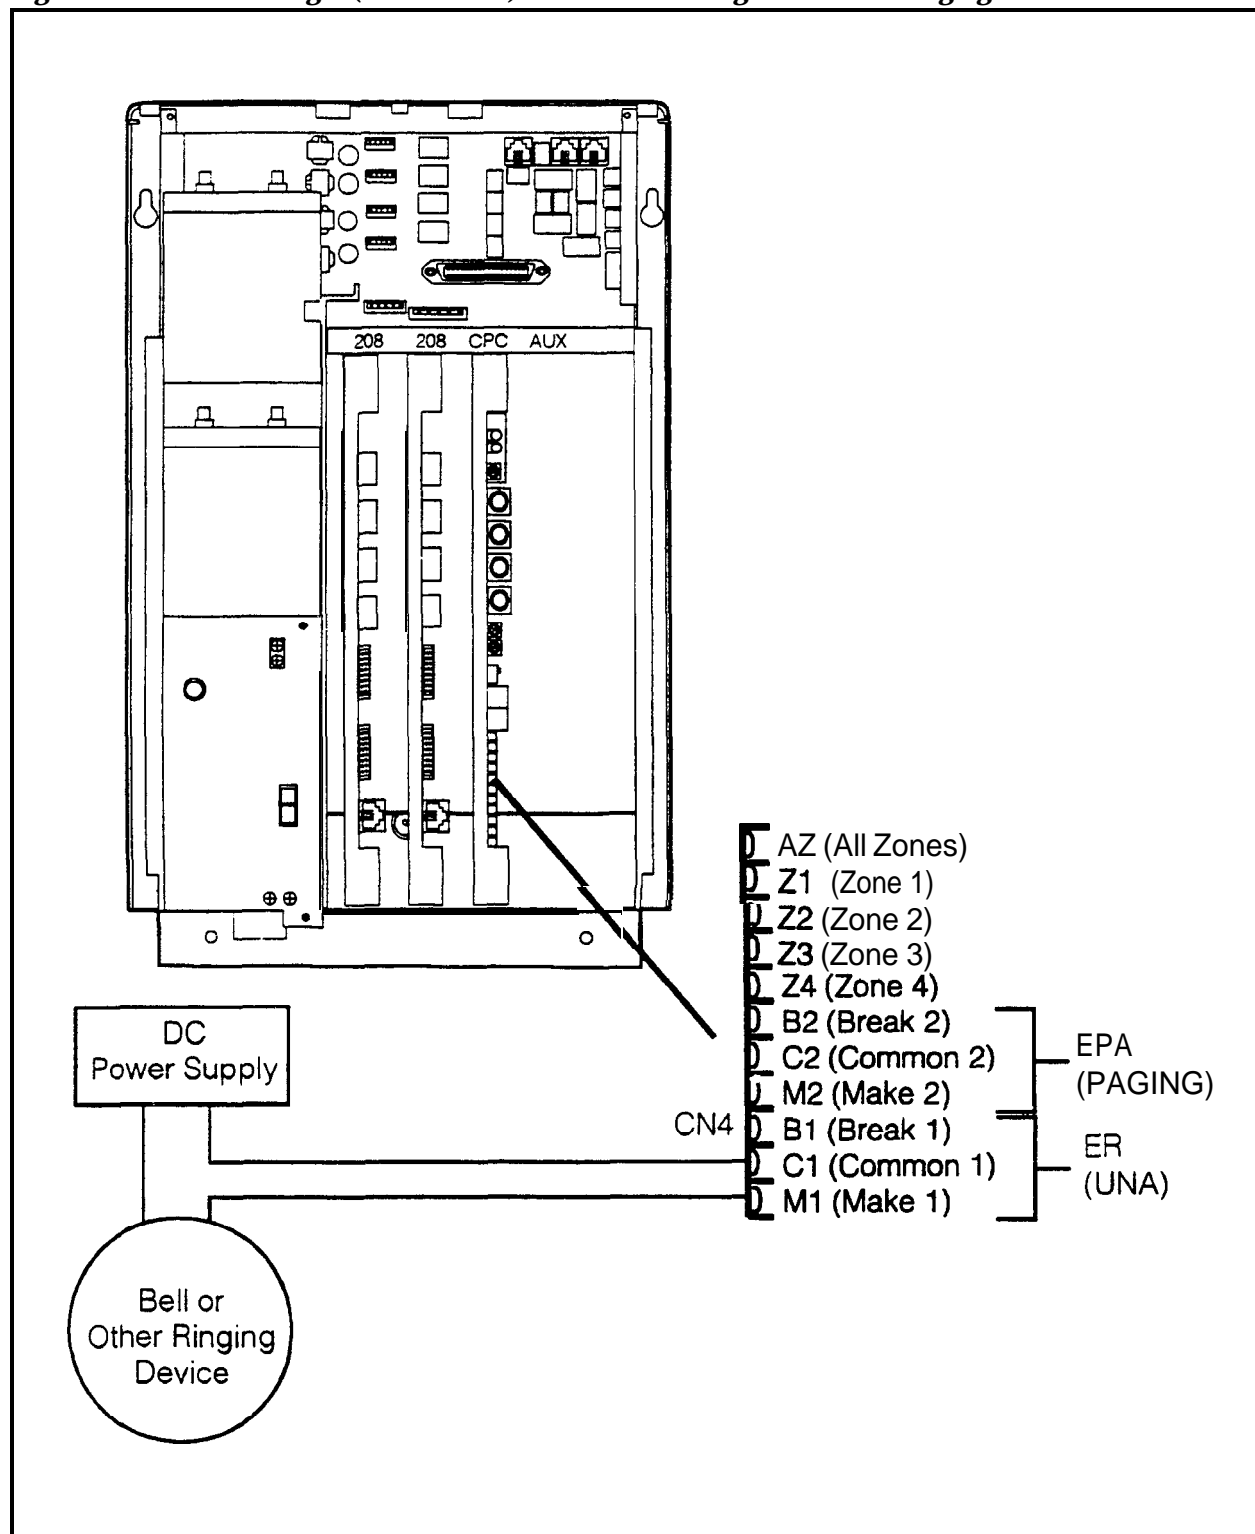 208 208 CPC AUX
AZ (All Zones)
Z1 (Zone 1)
Z2 (Zone 2)
Z3 (Zone 3)
Z4 (Zone 4)
B2 (Break 2)
C2 (Common 2)
M2 (Make 2)
EPA
(PAGING)
CN4
B1 (Break 1)
C1 (Common 1)
M1 (Make 1)
ER
(UNA)
DC
Power Supply
Bell or
Other Ringing
Device